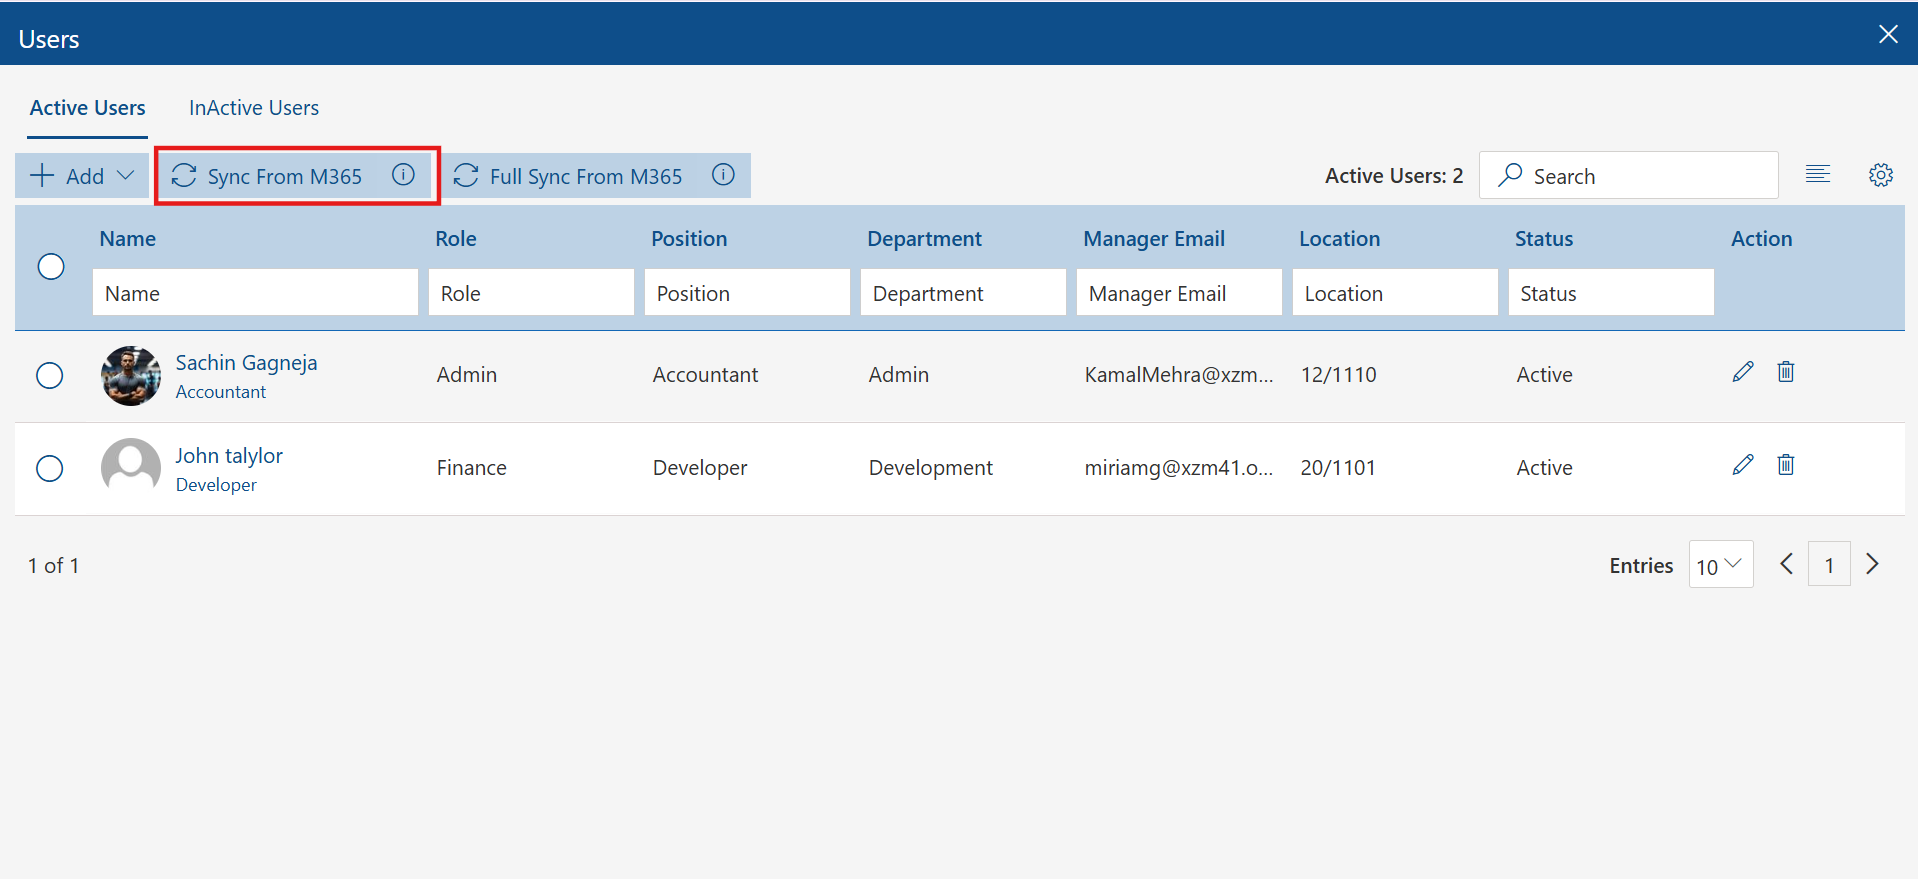 Users
Active Users InActive Users
Add Sync From M365 Full Sync From M365 Active Users: 2 Search
Name Role Position Department Manager Email Location Status Action
Name Role Position Department Manager Email Location Status
Sachin Gagneja
Accountant
Admin Accountant Admin KamalMehra@xzm... 12/1110 Active
John talylor
Developer
Finance Developer Development miriamg@xzm41.o... 20/1101 Active
1 of 1 Entries 10 1